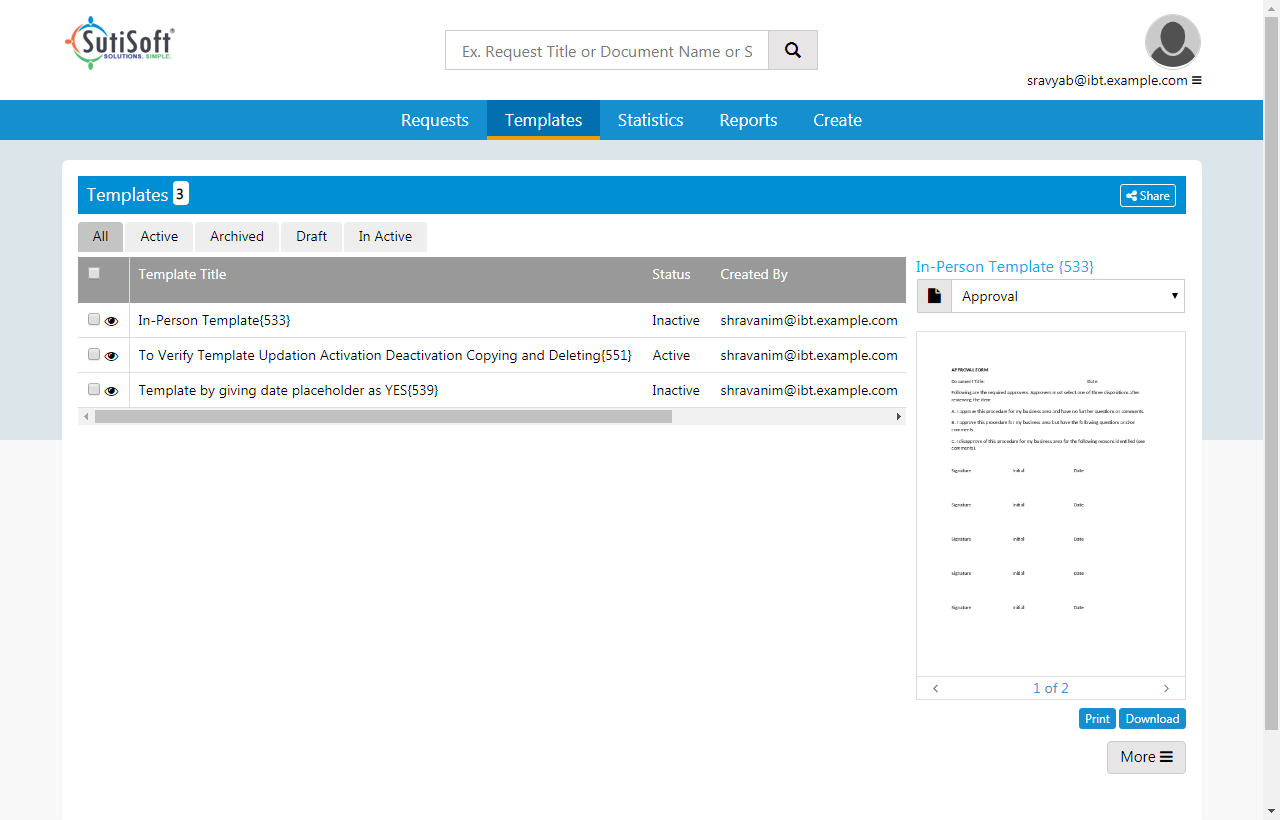 SutiSoft®
SOLUTIONS. SIMPLE.
Ex. Request Title or Document Name or S
sravyab@ibt.example.com
Requests Templates Statistics Reports Create
Templates 3 Share
All Active Archived Draft In Active
Template Title Status Created By
In-Person Template{533} Inactive shravanim@ibt.example.com
To Verify Template Updation Activation Deactivation Copying and Deleting{551} Active shravanim@ibt.example.com
Template by giving date placeholder as YES{539} Inactive shravanim@ibt.example.com
In-Person Template {533}
Approval
APPROVAL FORM
Document Title: Date:
Following are the required approvers. Approvers must select one of three dispositions after
reviewing the item:
A. I approve this procedure for my business area and have no further questions or comments.
B. I approve this procedure for my business area but have the following questions and/or
comments.
C. I disapprove of this procedure for my business area for the following reasons identified (see
comments).
Signature Initial Date
Signature Initial Date
Signature Initial Date
Signature Initial Date
Signature Initial Date
1 of 2
Print Download
More